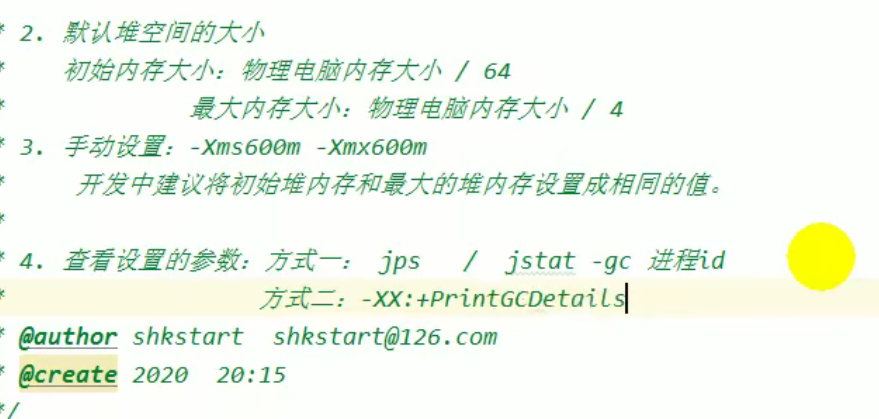 * 2. 默认堆空间的大小
* 初始内存大小：物理电脑内存大小 / 64
* 最大内存大小：物理电脑内存大小 / 4
* 3. 手动设置：-Xms600m -Xmx600m
* 开发中建议将初始堆内存和最大的堆内存设置成相同的值。
*
* 4. 查看设置的参数：方式一： jps / jstat -gc 进程id
* 方式二：-XX:+PrintGCDetails
* @author shkstart shkstart@126.com
* @create 2020 20:15
*/